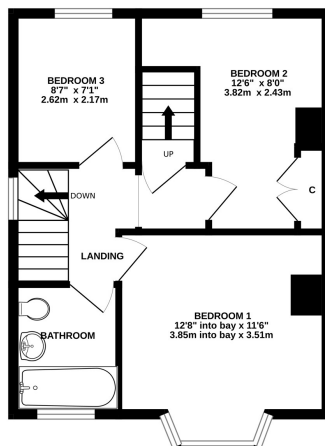 BEDROOM 3
8'7" x 7'1"
2.62m x 2.17m
BEDROOM 2
12'6" x 8'0"
3.82m x 2.43m
UP
DOWN
C
LANDING
BEDROOM 1
12'8" into bay x 11'6"
3.85m into bay x 3.51m
BATHROOM